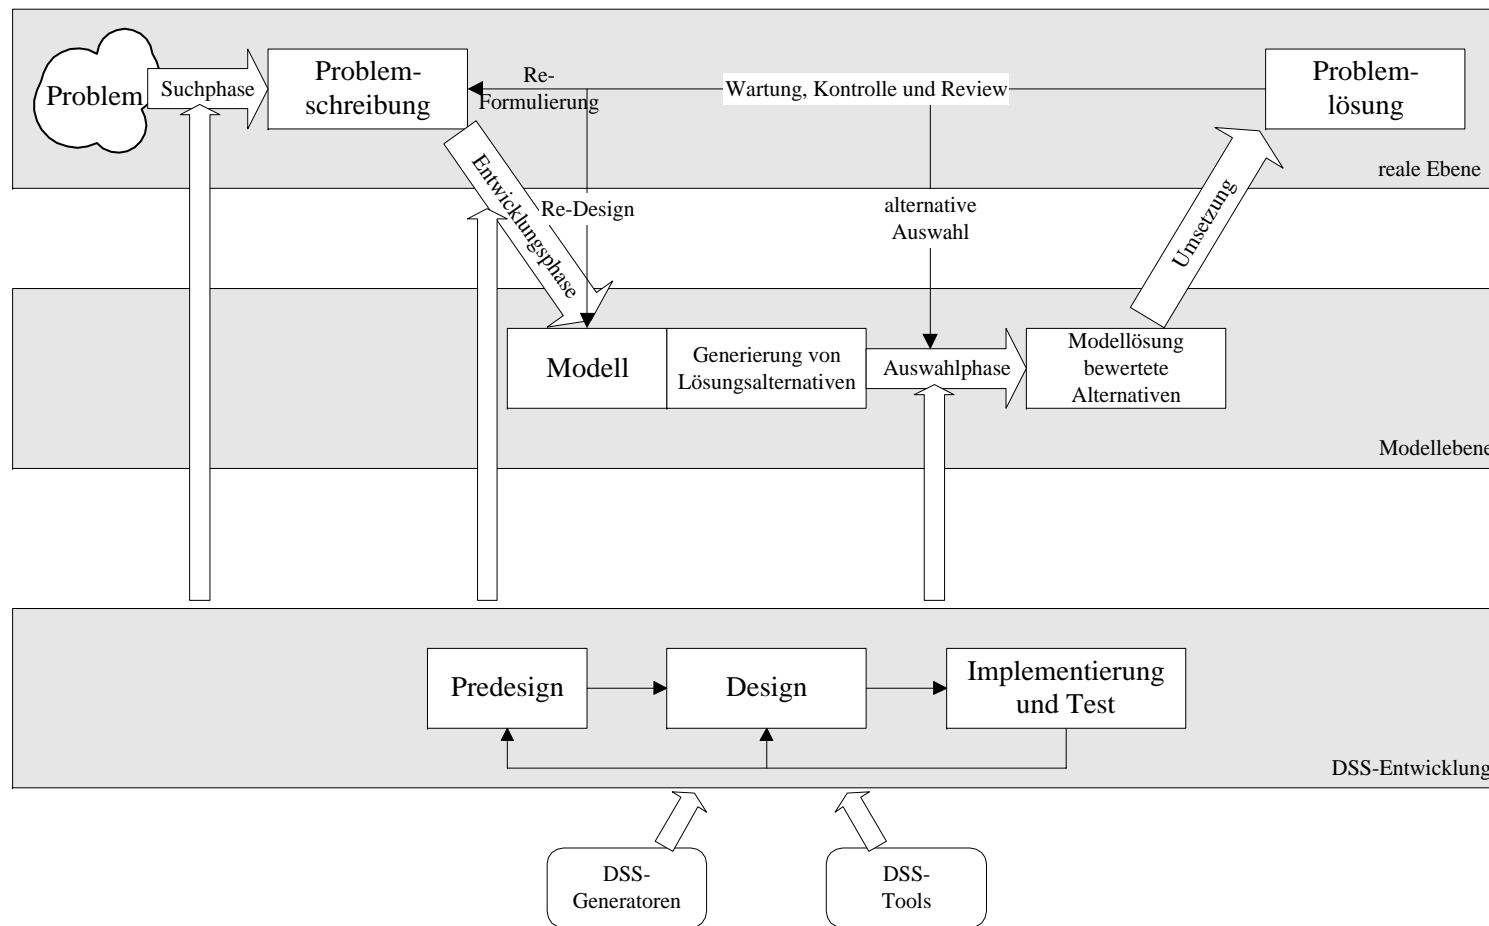 Problem
Suchphase
Problem-
schreibung
Re-
Formulierung
Wartung, Kontrolle und Review
Problem-
lösung
reale Ebene
Entwicklungsphase
Re-Design
alternative
Auswahl
Umsetzung
Modell
Generierung von
Lösungsalternativen
Auswahlphase
Modellösung
bewertete
Alternativen
Modellebene
Predesign
Design
Implementierung
und Test
DSS-Entwicklung
DSS-
Generatoren
DSS-
Tools